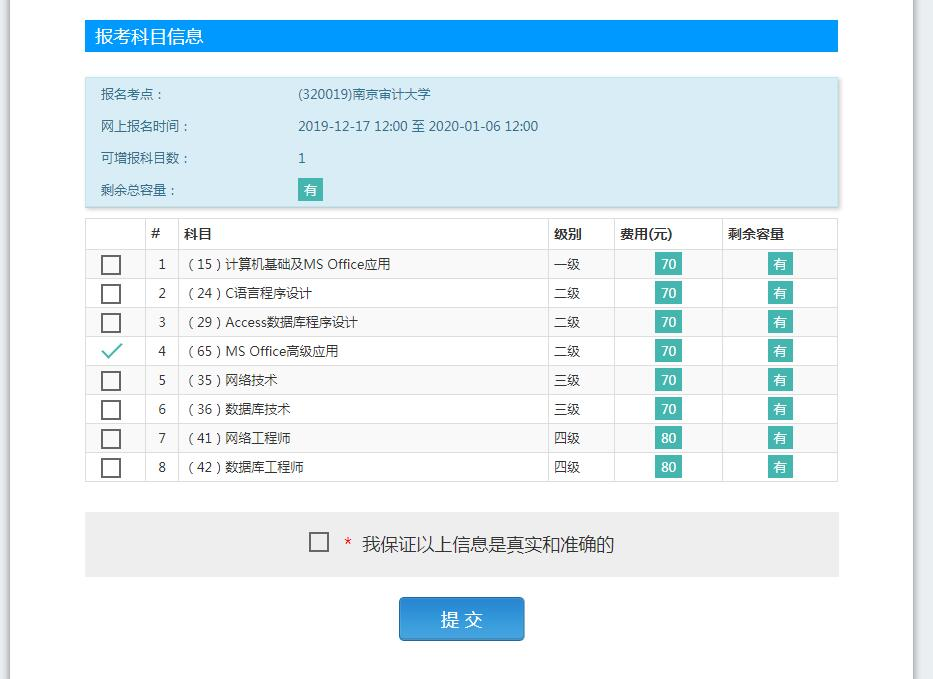 报考科目信息
报名考点： (320019)南京审计大学
网上报名时间： 2019-12-17 12:00 至 2020-01-06 12:00
可增报科目数： 1
剩余总容量： 有
# 科目 级别 费用(元) 剩余容量
1 （15）计算机基础及MS Office应用 一级 70 有
2 （24）C语言程序设计 二级 70 有
3 （29）Access数据库程序设计 二级 70 有
4 （65）MS Office高级应用 二级 70 有
5 （35）网络技术 三级 70 有
6 （36）数据库技术 三级 70 有
7 （41）网络工程师 四级 80 有
8 （42）数据库工程师 四级 80 有
* 我保证以上信息是真实和准确的
提 交